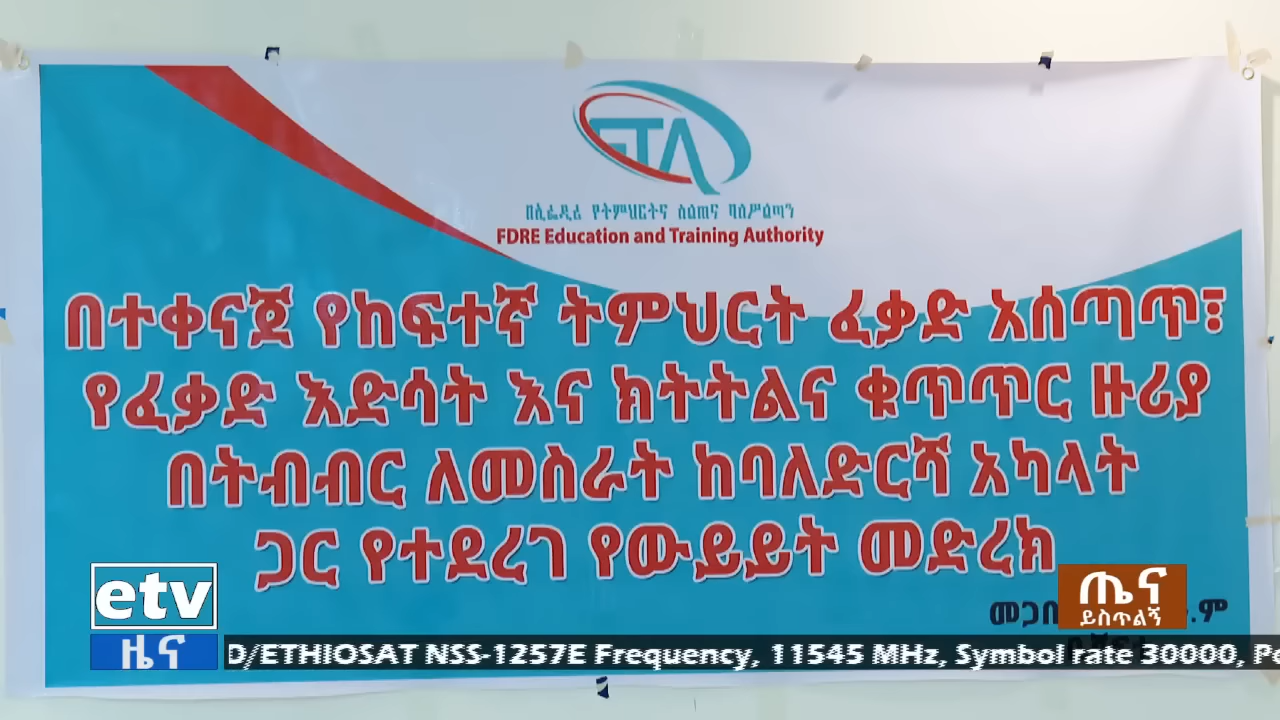 ETA
በኢፌዲሪ የትምህርትና ስልጠና ባለሥልጣን
FDRE Education and Training Authority
በተቀናጀ የከፍተኛ ትምህርት ፈቃድ አሰጣጥ፣
የፈቃድ እድሳት እና ክትትልና ቁጥጥር ዙሪያ
በትብብር ለመስራት ከባለድርሻ አካላት
ጋር የተደረገ የውይይት መድረክ
etv
ዜና
ጤና
ይስጥልኝ
D/ETHIOSAT NSS-1257E Frequency, 11545 MHz, Symbol rate 30000,